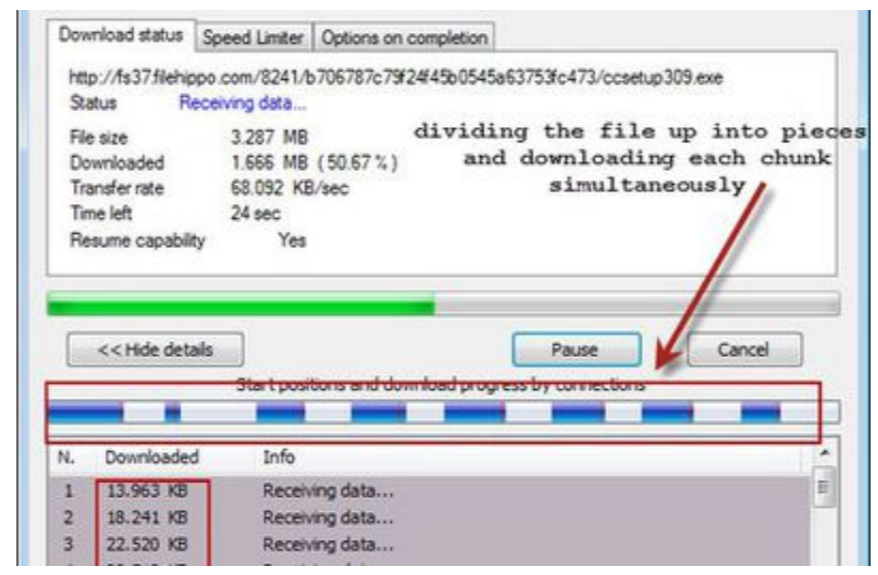 Download status Speed Limiter Options on completion
http://fs37.filehippo.com/8241/b706787c79f24f45b0545a63753fc473/ccsetup309.exe
Status Receiving data...
File size 3.287 MB
Downloaded 1.666 MB ( 50.67 % )
Transfer rate 68.092 KB/sec
Time left 24 sec
Resume capability Yes
dividing the file up into pieces
and downloading each chunk
simultaneously
<< Hide details Pause Cancel
Start positions and download progress by connections
N. Downloaded Info
1 13.963 KB Receiving data...
2 18.241 KB Receiving data...
3 22.520 KB Receiving data...